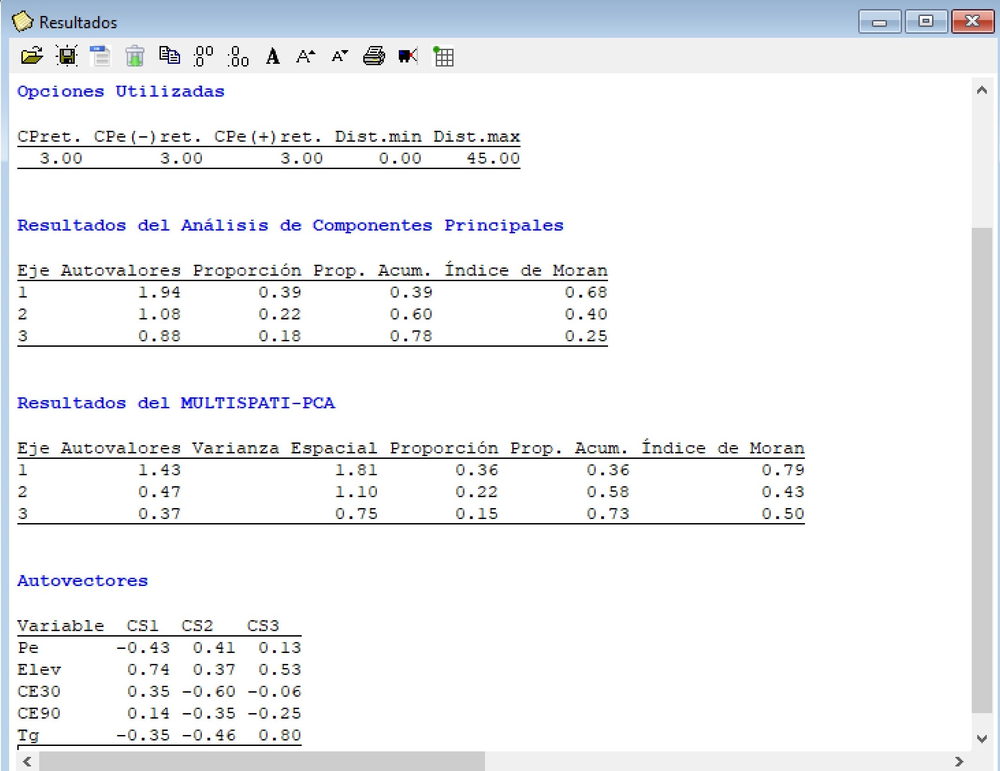 Resultados
Opciones Utilizadas
CPret. CPe(-)ret. CPe(+)ret. Dist.min Dist.max
3.00 3.00 3.00 0.00 45.00
Resultados del Análisis de Componentes Principales
Eje Autovalores Proporción Prop. Acum. Índice de Moran
1 1.94 0.39 0.39 0.68
2 1.08 0.22 0.60 0.40
3 0.88 0.18 0.78 0.25
Resultados del MULTISPATI-PCA
Eje Autovalores Varianza Espacial Proporción Prop. Acum. Índice de Moran
1 1.43 1.81 0.36 0.36 0.79
2 0.47 1.10 0.22 0.58 0.43
3 0.37 0.75 0.15 0.73 0.50
Autovectores
Variable CS1 CS2 CS3
Pe -0.43 0.41 0.13
Elev 0.74 0.37 0.53
CE30 0.35 -0.60 -0.06
CE90 0.14 -0.35 -0.25
Tg -0.35 -0.46 0.80